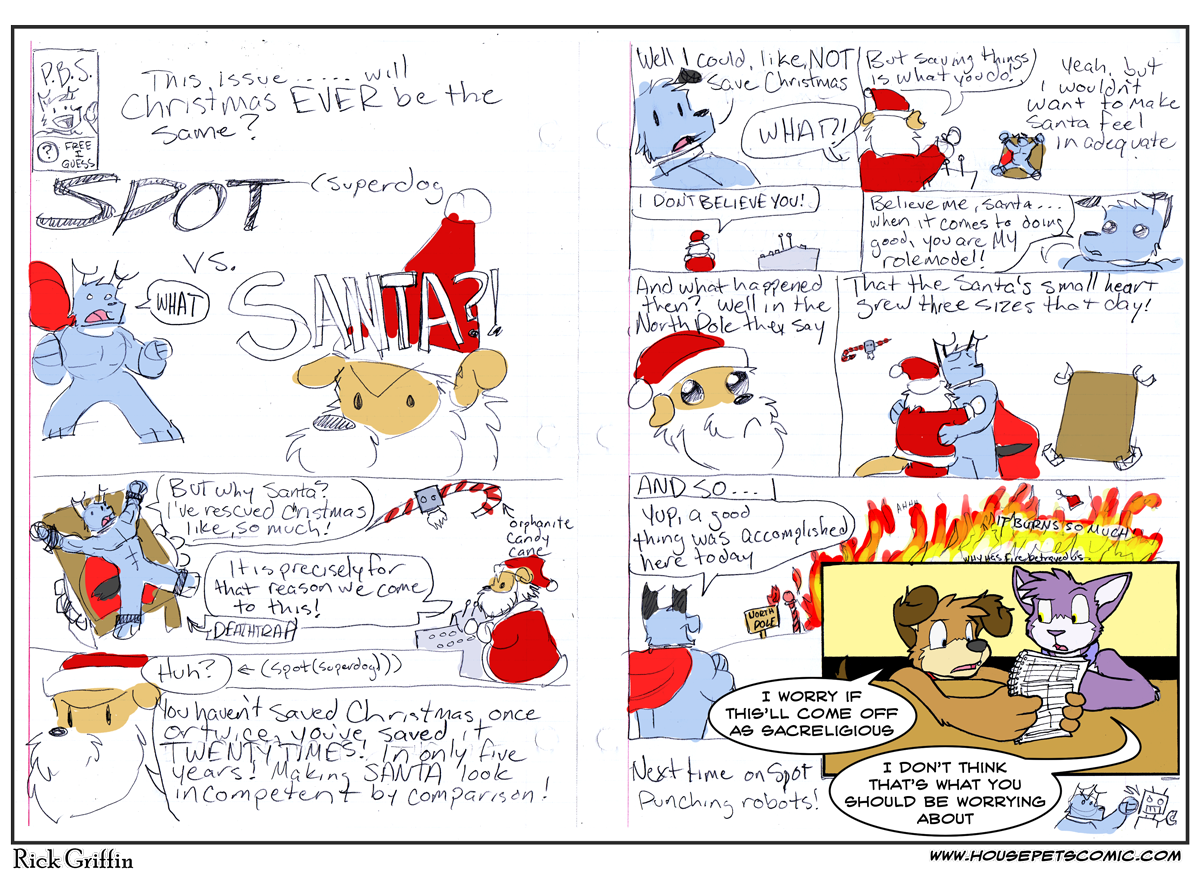 P.B.S.
?
FREE
I
GUESS
This issue...... will
Christmas EVER be the
same?
SPOT
(superdog
vs.
SANTA?!
WHAT
But why Santa?
I've rescued Christmas
like, so much!
orphanite
candy
cane
It is precisely for
that reason we come
to this!
DEATHTRAP
Huh?
← (spot(superdog)))
You haven't saved Christmas once
or twice, you've saved it
TWENTY TIMES! In only five
years! Making SANTA look
incompetent by comparison!
Well I could, like, NOT
save Christmas
WHAT?!
But saving things
is what you do!
Yeah, but
I wouldn't
want to make
Santa feel
inadequate
I DON'T BELIEVE YOU!
Believe me, Santa...
when it comes to doing
good, you are MY
rolemodel!
And what happened
then? Well in the
North Pole they say
That the Santa's small heart
grew three sizes that day!
AND SO....
Yup, a good
thing was accomplished
here today
AHHH
IT BURNS SO MUCH
WHY HAS FIRE BETRAYED US
NORTH
POLE
I WORRY IF
THIS'LL COME OFF
AS SACRELIGIOUS
I DON'T THINK
THAT'S WHAT YOU
SHOULD BE WORRYING
ABOUT
Next time on Spot
Punching robots!
Rick Griffin
WWW.HOUSEPETSCOMIC.COM